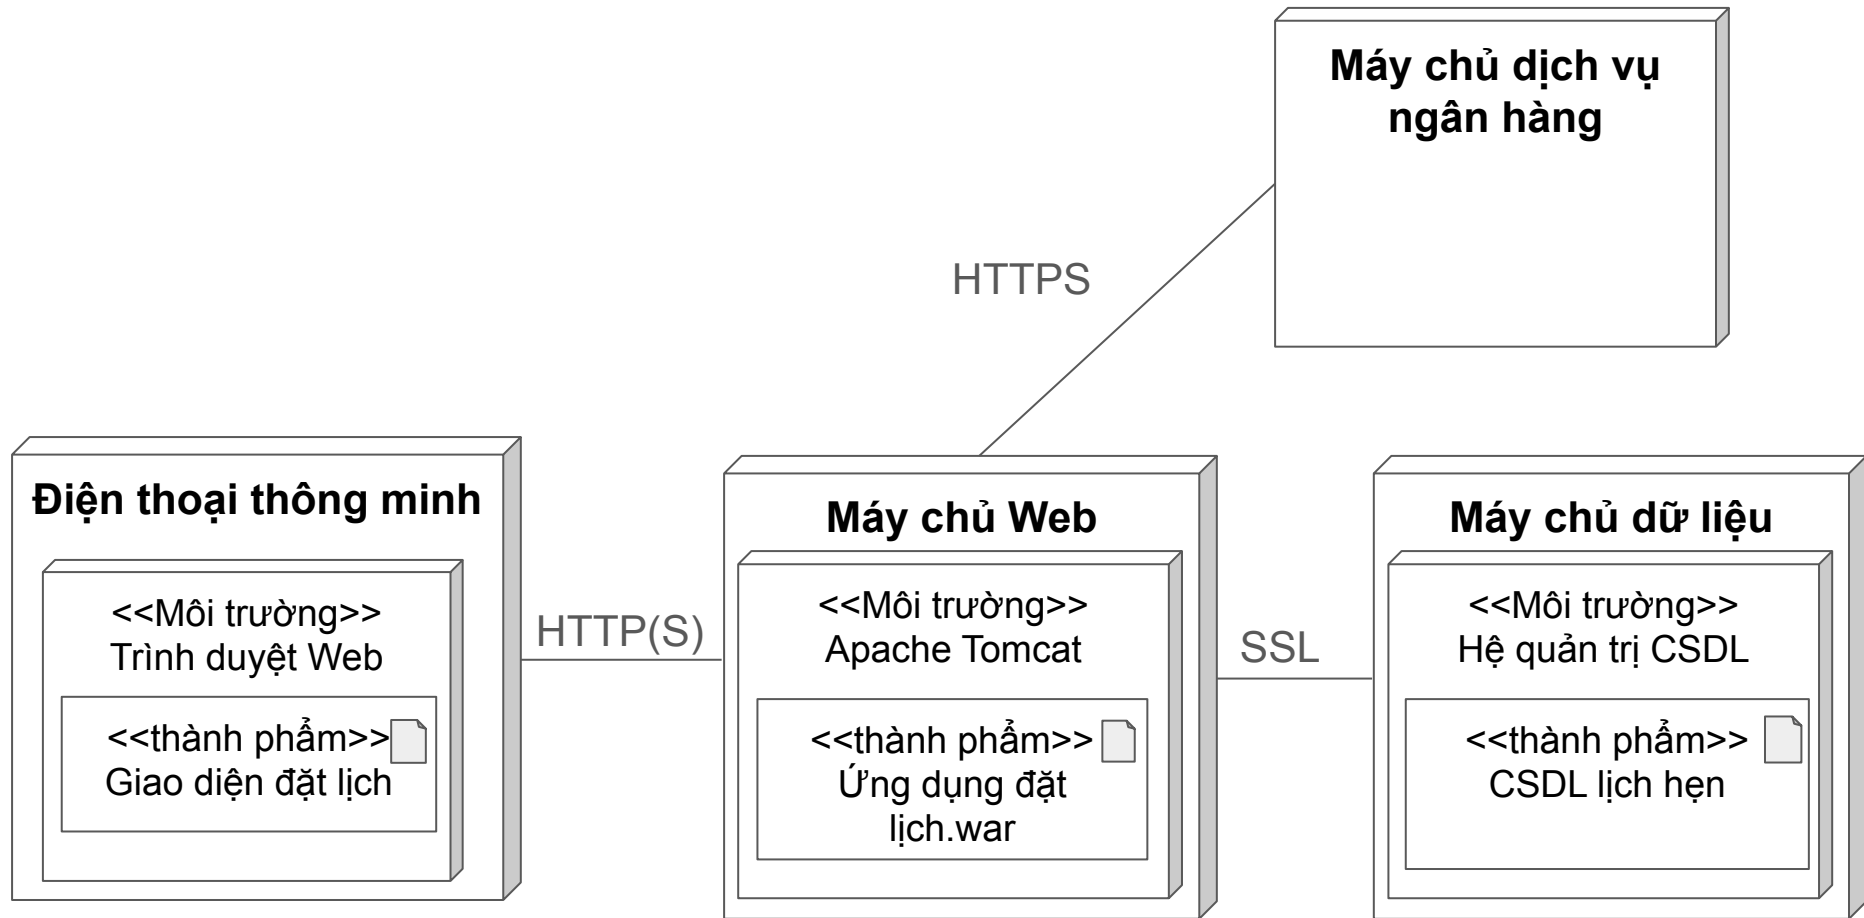 Máy chủ dịch vụ
ngân hàng
HTTPS
Điện thoại thông minh
<<Môi trường>>
Trình duyệt Web
<<thành phẩm>>
Giao diện đặt lịch
HTTP(S)
Máy chủ Web
<<Môi trường>>
Apache Tomcat
<<thành phẩm>>
Ứng dụng đặt
lịch.war
SSL
Máy chủ dữ liệu
<<Môi trường>>
Hệ quản trị CSDL
<<thành phẩm>>
CSDL lịch hẹn